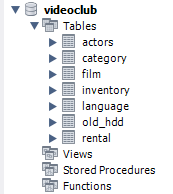 videoclub
Tables
actors
category
film
inventory
language
old_hdd
rental
Views
Stored Procedures
Functions